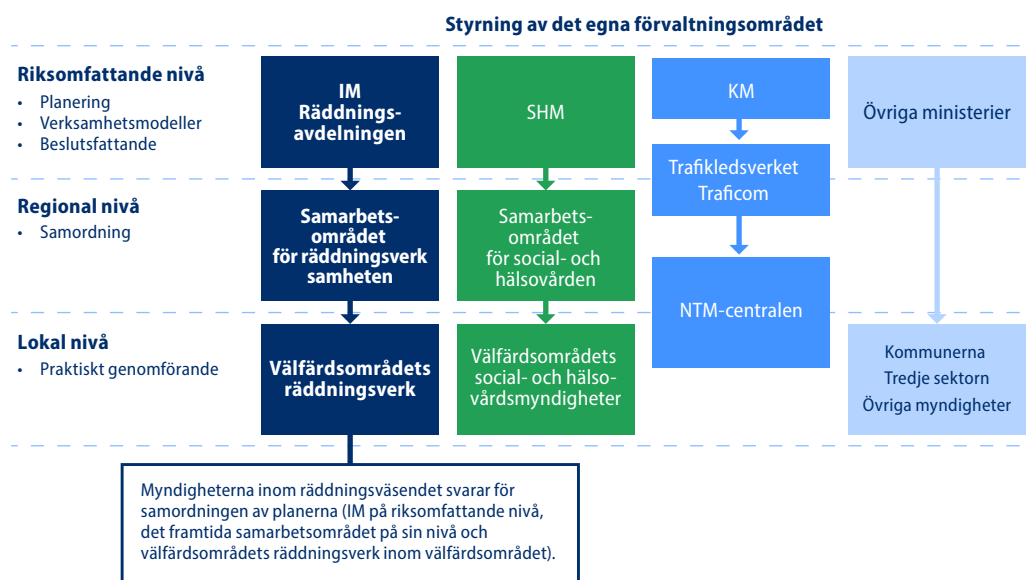 Styrning av det egna förvaltningsområdet
Riksomfattande nivå
• Planering
• Verksamhetsmodeller
• Beslutsfattande
IM
Räddnings-
avdelningen
SHM
KM
Trafikledsverket
Traficom
Övriga ministerier
Regional nivå
• Samordning
Samarbets-
området
för räddningsverk
samheten
Samarbets-
området
för social- och
hälsovården
NTM-centralen
Lokal nivå
• Praktiskt genomförande
Välfärdsområdets
räddningsverk
Välfärdsområdets
social- och hälso-
vårdsmyndigheter
Kommunerna
Tredje sektorn
Övriga myndigheter
Myndigheterna inom räddningsväsendet svarar för
samordningen av planerna (IM på riksomfattande nivå,
det framtida samarbetsområdet på sin nivå och
välfärdsområdets räddningsverk inom välfärdsområdet).